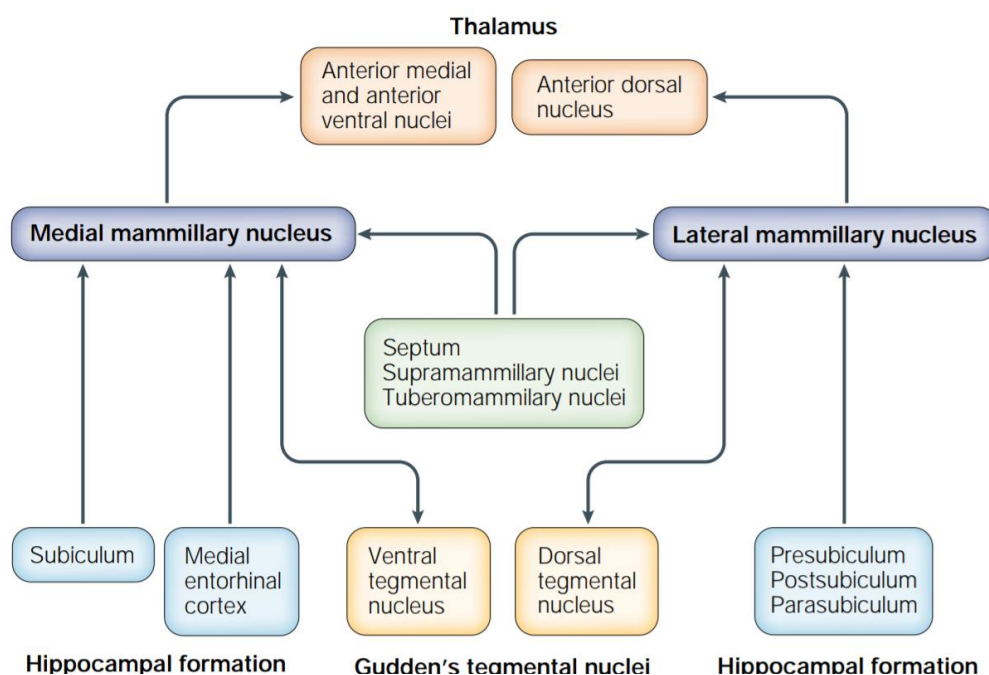 Thalamus
Anterior medial
and anterior
ventral nuclei
Anterior dorsal
nucleus
Medial mammillary nucleus
Lateral mammillary nucleus
Septum
Supramammillary nuclei
Tuberomammilary nuclei
Subiculum
Medial
entorhinal
cortex
Ventral
tegmental
nucleus
Dorsal
tegmental
nucleus
Presubiculum
Postsubiculum
Parasubiculum
Hippocampal formation
Gudden's tegmental nuclei
Hippocampal formation